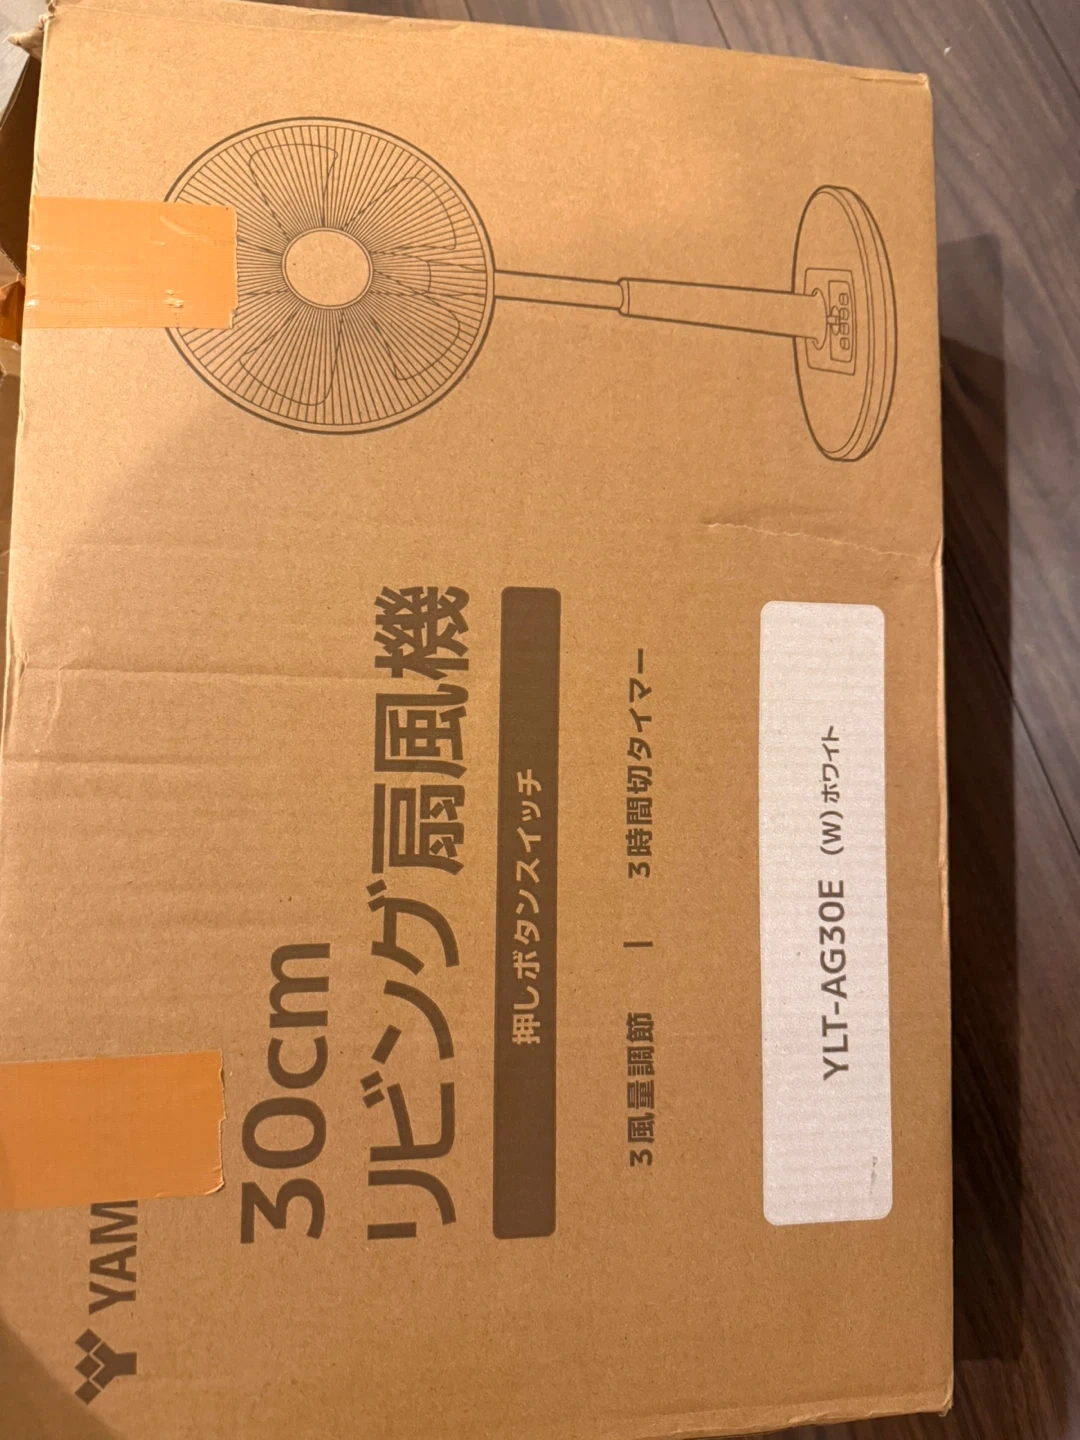 YAM
30cm
リビング扇風機
押しボタンスイッチ
3風量調節 | 3時間切タイマー
YLT-AG30E (W)ホワイト